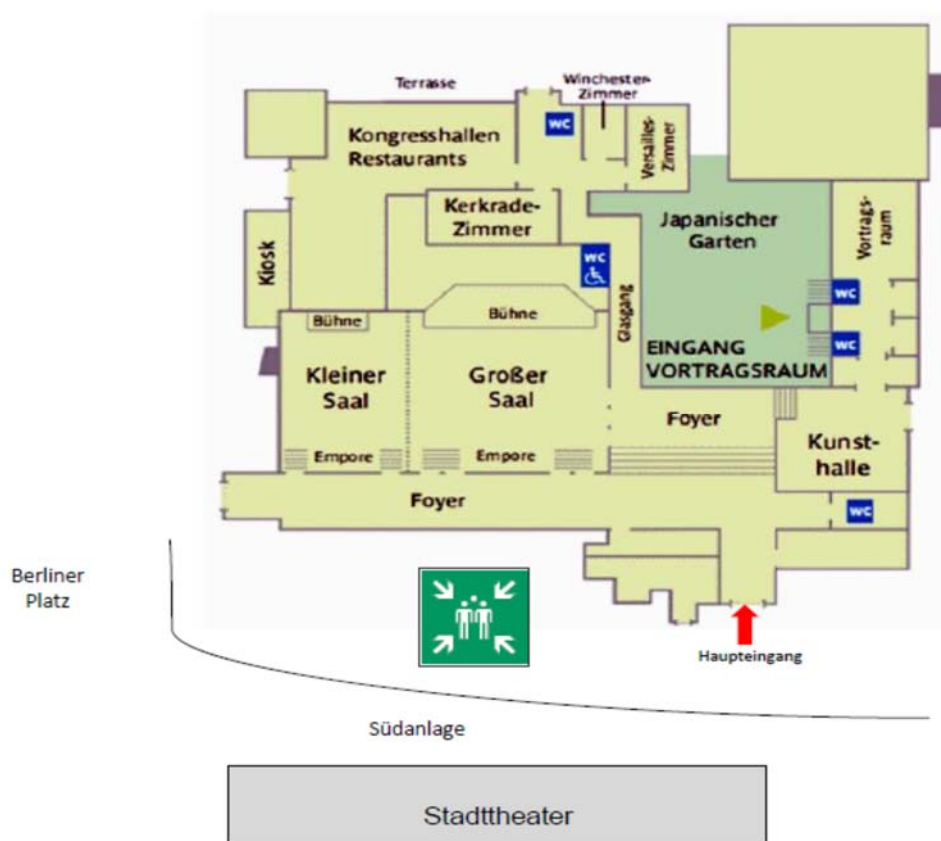 Terrasse
Winchester-
Zimmer
WC
Kongresshallen
Restaurants
Versailles-
Zimmer
Kerkrade-
Zimmer
Japanischer
Garten
Vortrags-
raum
Kiosk
WC
Glasgang
WC
Bühne
Bühne
WC
EINGANG
VORTRAGSRAUM
Kleiner
Saal
Großer
Saal
Foyer
Kunst-
halle
Empore
Empore
Foyer
WC
Berliner
Platz
Haupteingang
Südanlage
Stadttheater